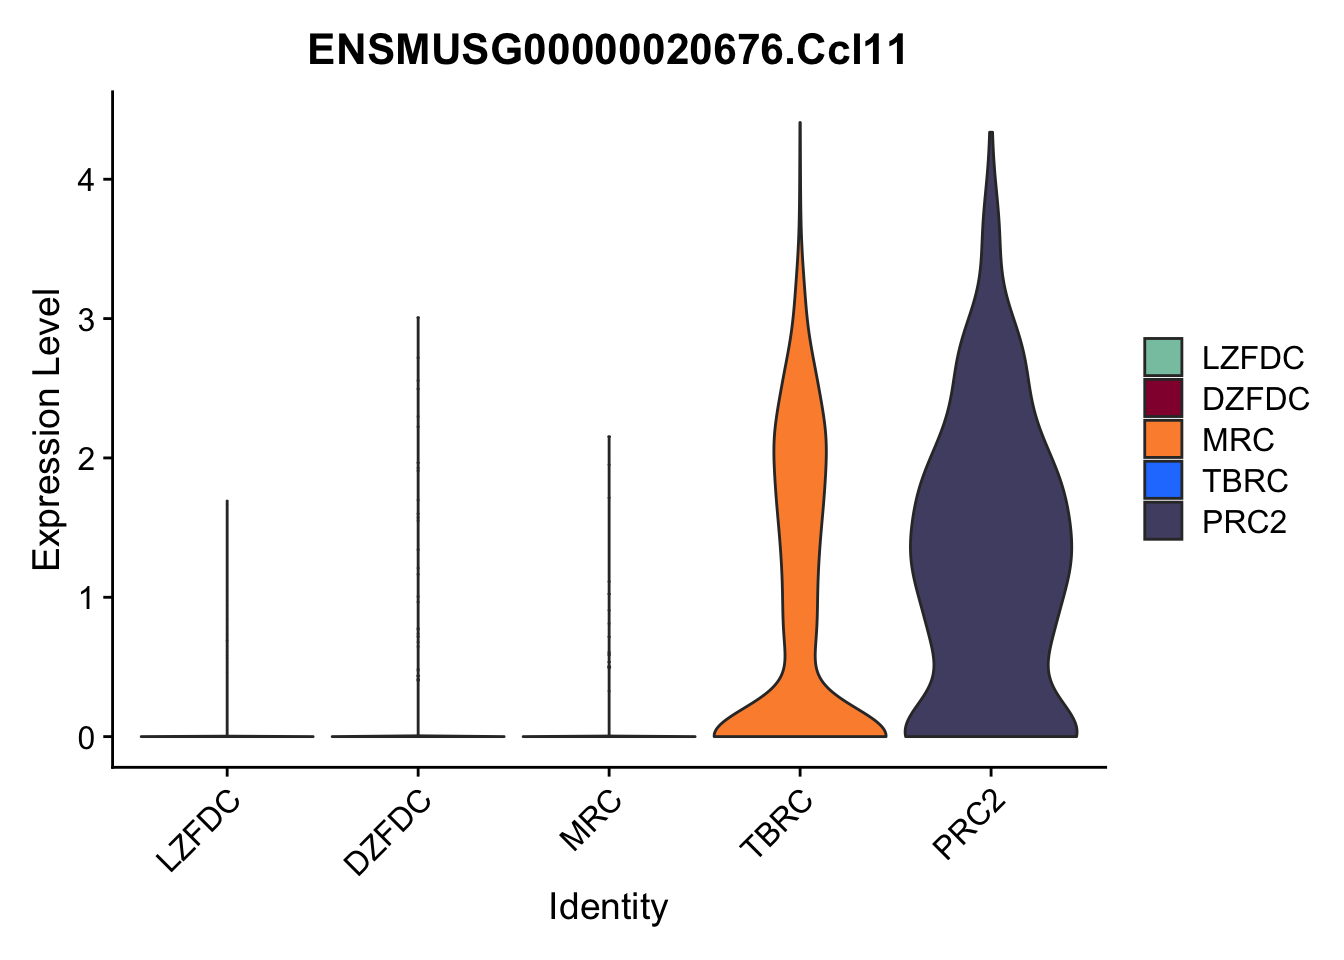 ENSMUSG00000020676.Ccl11
Expression Level
4
3
2
1
0
LZFDC
DZFDC
MRC
TBRC
PRC2
Identity
LZFDC
DZFDC
MRC
TBRC
PRC2